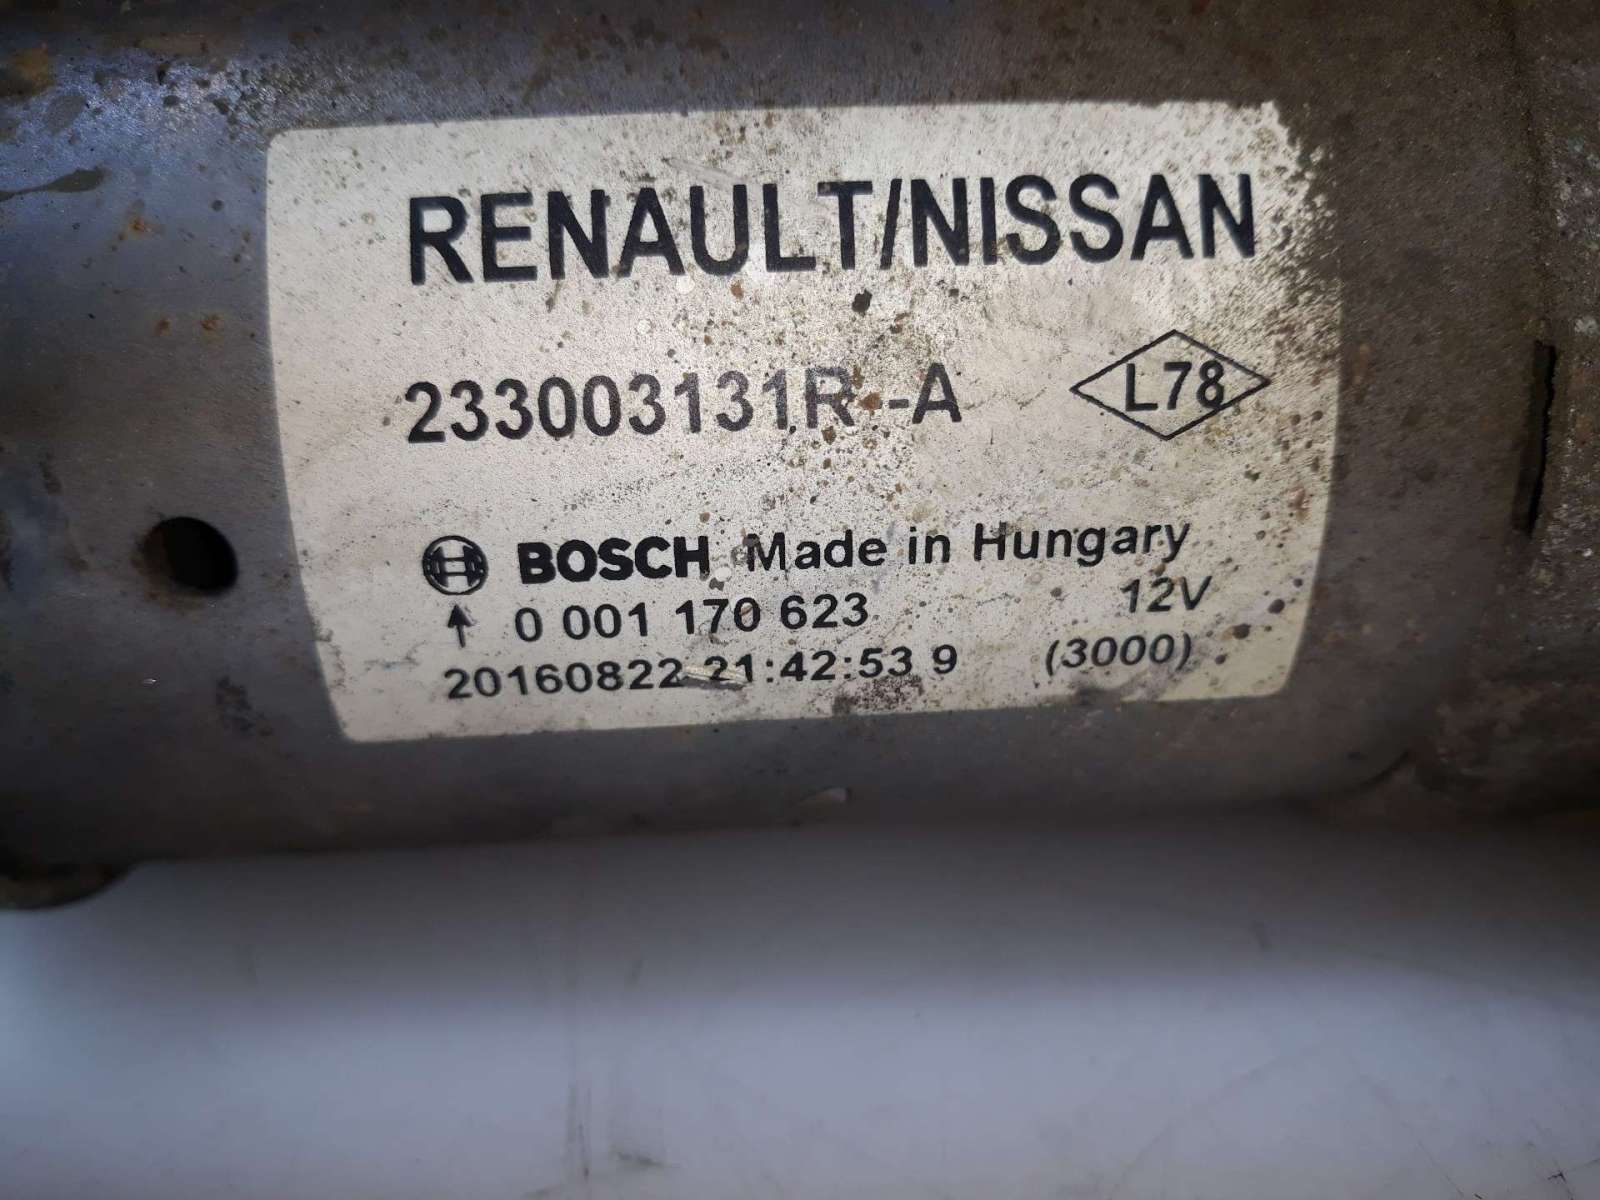 RENAULT/NISSAN
233003131R--A L78
BOSCH Made in Hungary
0 001 170 623 12V
20160822 21:42:53 9 (3000)